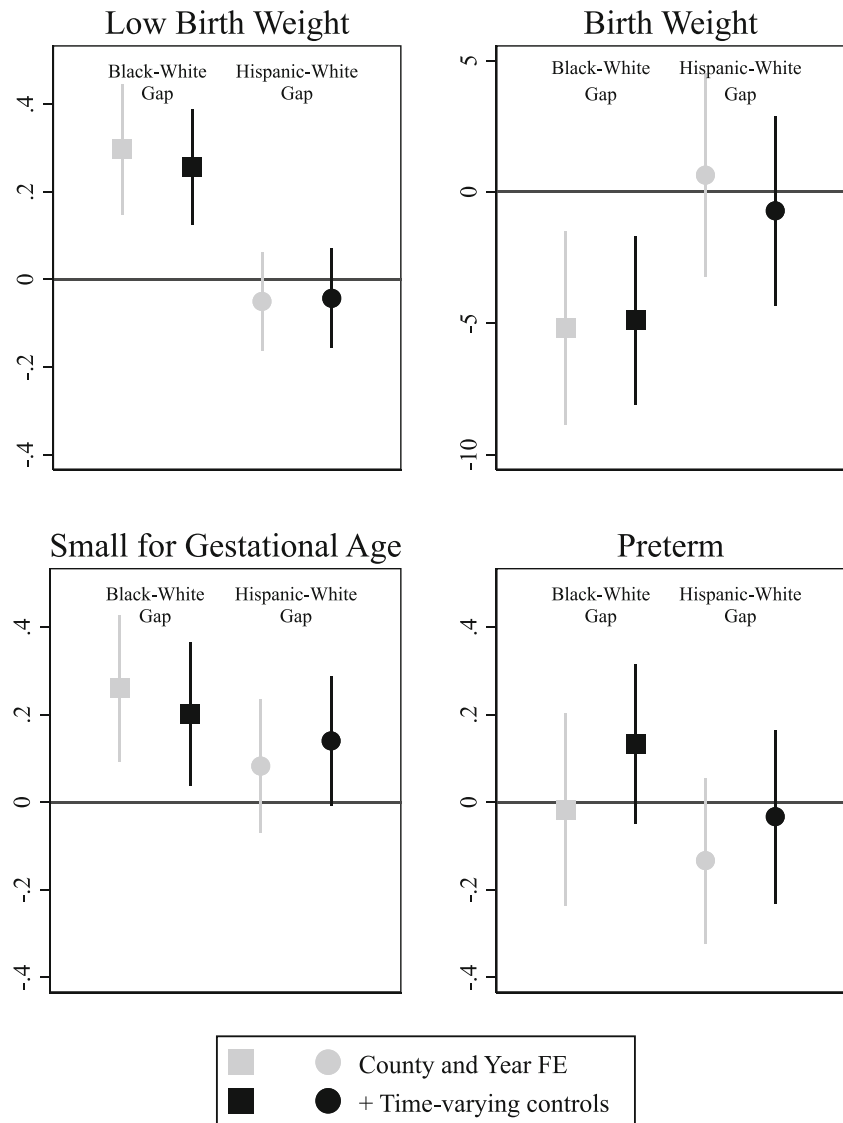 Low Birth Weight
Black-White
Gap
Hispanic-White
Gap
.4
.2
0
-.2
-.4
Birth Weight
Black-White
Gap
Hispanic-White
Gap
5
0
-5
-10
Small for Gestational Age
Black-White
Gap
Hispanic-White
Gap
.4
.2
0
-.2
-.4
Preterm
Black-White
Gap
Hispanic-White
Gap
.4
.2
0
-.2
-.4
County and Year FE
+ Time-varying controls